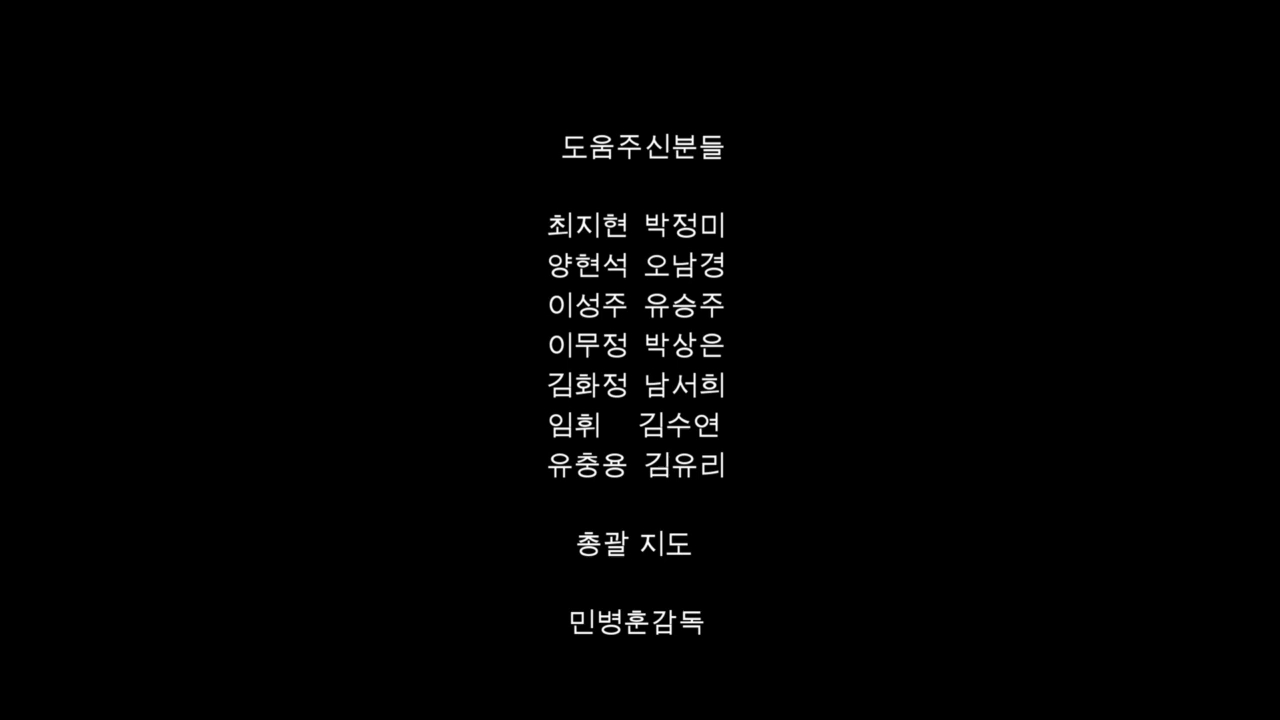 도움주신분들
최지현 박정미
양현석 오남경
이성주 유승주
이무정 박상은
김화정 남서희
임휘 김수연
유충용 김유리
총괄 지도
민병훈감독